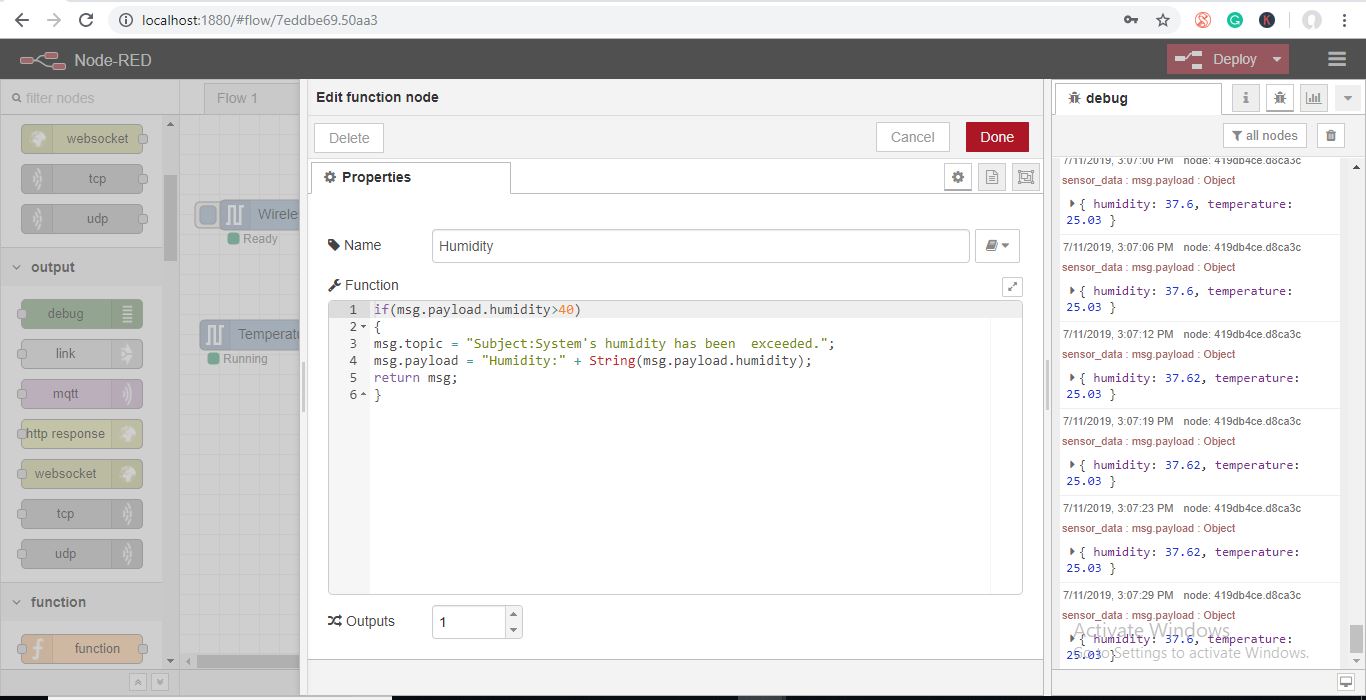 localhost:1880/#flow/7eddbe69.50aa3
Node-RED
Deploy
filter nodes
websocket
tcp
udp
output
debug
link
mqtt
http response
websocket
tcp
udp
function
function
Flow 1
Wirele
Ready
Temperatu
Running
Edit function node
Delete
Cancel
Done
Properties
Name
Humidity
Function
1 if(msg.payload.humidity>40)
2 {
3 msg.topic = "Subject:System's humidity has been  exceeded.";
4 msg.payload = "Humidity:" + String(msg.payload.humidity);
5 return msg;
6 }
Outputs
1
debug
i
all nodes
7/11/2019, 3:07:00 PM node: 419db4ce.d8ca3c
sensor_data : msg.payload : Object
{ humidity: 37.6, temperature:
25.03 }
7/11/2019, 3:07:06 PM node: 419db4ce.d8ca3c
sensor_data : msg.payload : Object
{ humidity: 37.6, temperature:
25.03 }
7/11/2019, 3:07:12 PM node: 419db4ce.d8ca3c
sensor_data : msg.payload : Object
{ humidity: 37.62, temperature:
25.03 }
7/11/2019, 3:07:19 PM node: 419db4ce.d8ca3c
sensor_data : msg.payload : Object
{ humidity: 37.62, temperature:
25.03 }
7/11/2019, 3:07:23 PM node: 419db4ce.d8ca3c
sensor_data : msg.payload : Object
{ humidity: 37.62, temperature:
25.03 }
7/11/2019, 3:07:29 PM node: 419db4ce.d8ca3c
sensor_data : msg.payload : Object
{ humidity: 37.6, temperature:
25.03 }
Activate Windows
Go to Settings to activate Windows.